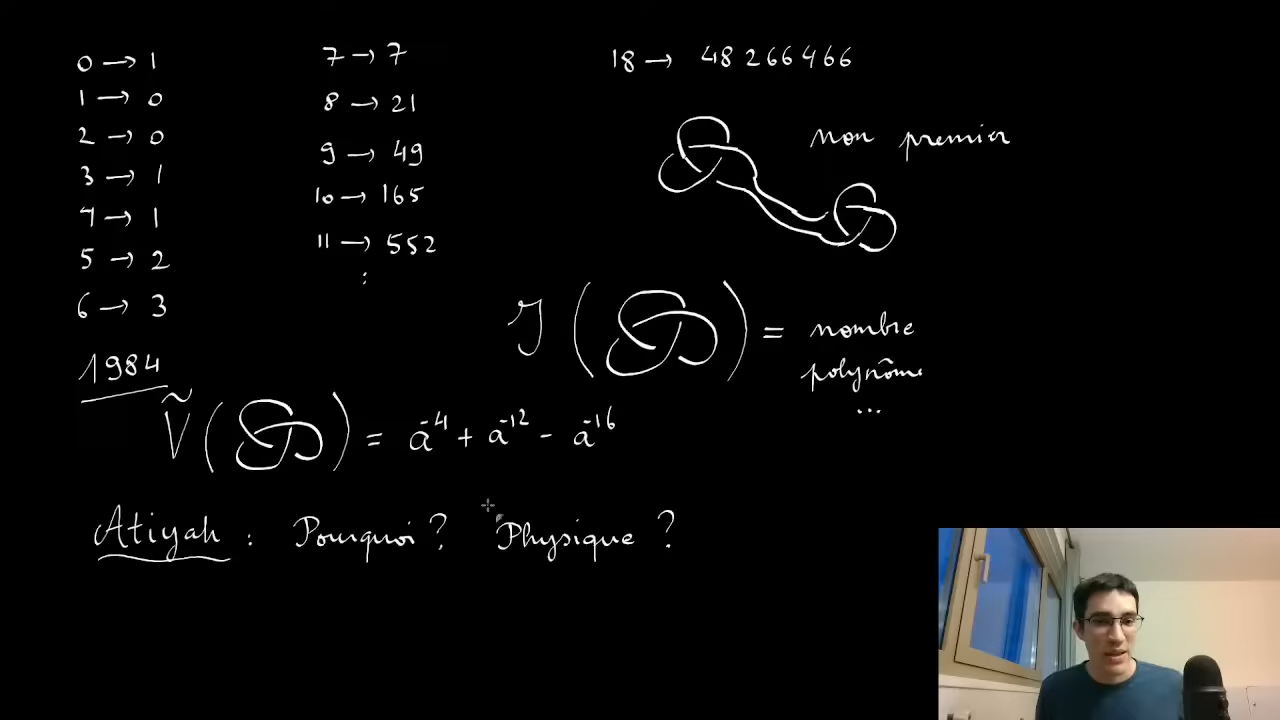 0 → 1
1 → 0
2 → 0
3 → 1
4 → 1
5 → 2
6 → 3
7 → 7
8 → 21
9 → 49
10 → 165
11 → 552
⋮
18 → 48 266 466
non premier
J ( ) = nombre
polynôme
...
1984
Ṽ ( ) = a⁻⁴ + a⁻¹² - a⁻¹⁶
Atiyah : Pourquoi ? Physique ?